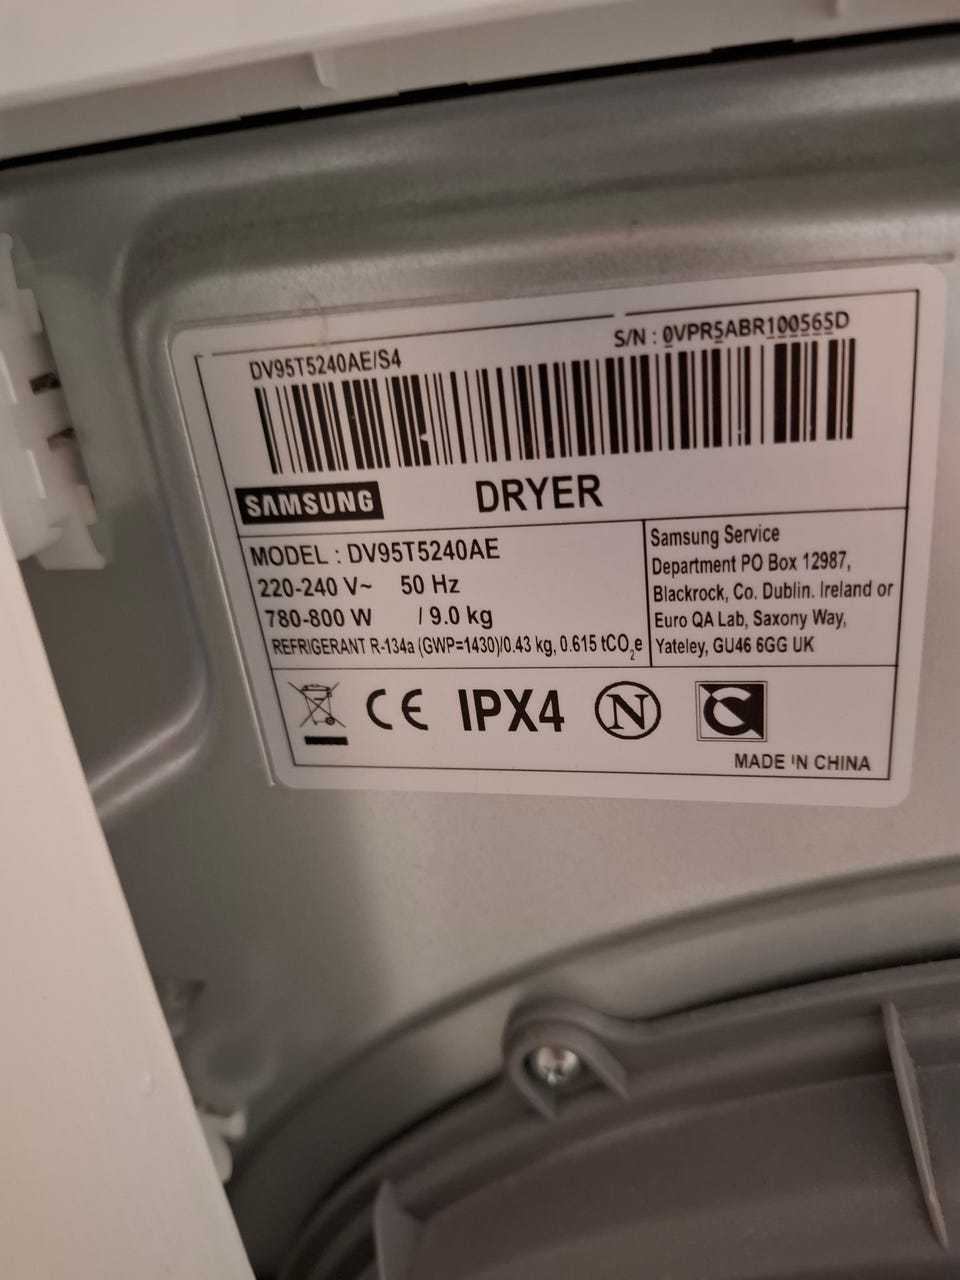 DV95T5240AE/S4
S/N : 0VPR5ABR100565D
SAMSUNG
DRYER
MODEL : DV95T5240AE
220-240 V~ 50 Hz
780-800 W / 9.0 kg
REFRIGERANT R-134a (GWP=1430)/0.43 kg, 0.615 tCO₂e
Samsung Service
Department PO Box 12987,
Blackrock, Co. Dublin. Ireland or
Euro QA Lab, Saxony Way,
Yateley, GU46 6GG UK
CE IPX4 N
MADE IN CHINA